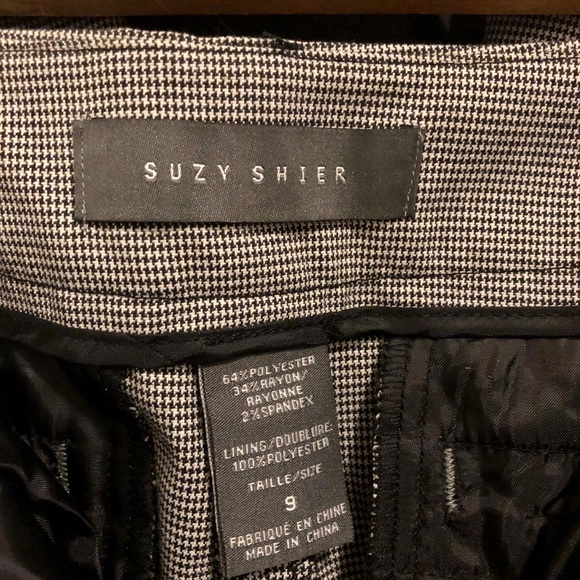 SUZY SHIER
64%POLYESTER
34%RAYON/
RAYONNE
2%SPANDEX
LINING/DOUBLURE:
100%POLYESTER
TAILLE/SIZE
9
FABRIQUÉ EN CHINE
MADE IN CHINA